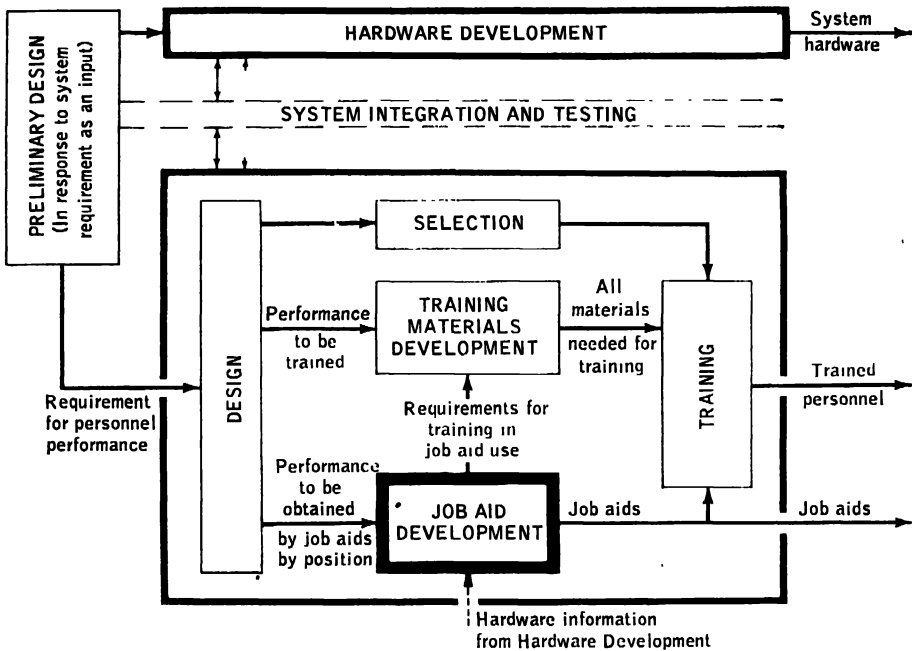 HARDWARE DEVELOPMENT
System
hardware
PRELIMINARY DESIGN
(In response to system
requirement as an input)
SYSTEM INTEGRATION AND TESTING
SELECTION
Performance
to be
trained
TRAINING
MATERIALS
DEVELOPMENT
All
materials
needed for
training
DESIGN
TRAINING
Trained
personnel
Requirement
for personnel
performance
Requirements for
training in
job aid use
Performance
to be
obtained
by job aids
by position
JOB AID
DEVELOPMENT
Job aids
Job aids
Hardware information
from Hardware Development